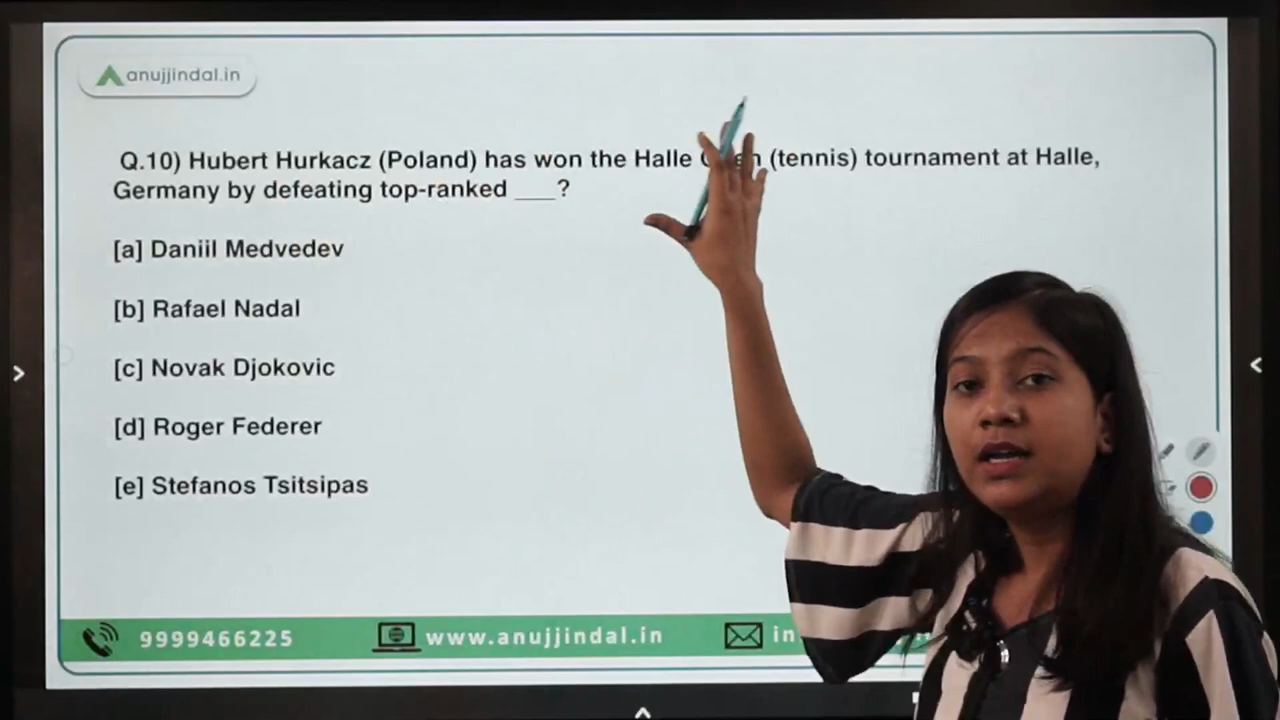 anujjindal.in
Q.10) Hubert Hurkacz (Poland) has won the Halle (tennis) tournament at Halle,
Germany by defeating top-ranked ___?
[a] Daniil Medvedev
[b] Rafael Nadal
[c] Novak Djokovic
[d] Roger Federer
[e] Stefanos Tsitsipas
9999466225
www.anujjindal.in
in